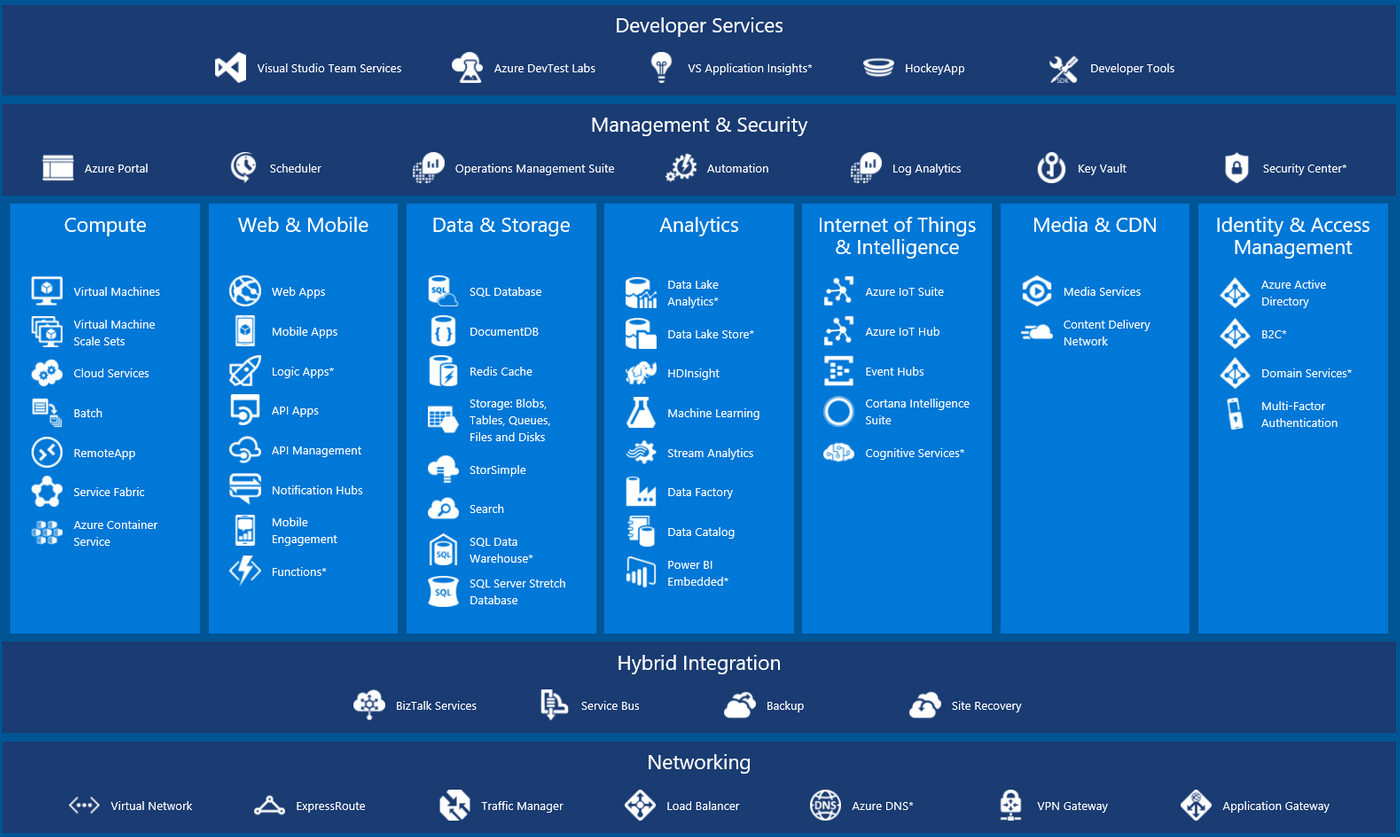 Developer Services
Visual Studio Team Services
Azure DevTest Labs
VS Application Insights*
HockeyApp
SDK
Developer Tools
Management & Security
Azure Portal
Scheduler
Operations Management Suite
Automation
Log Analytics
Key Vault
Security Center*
Compute
Virtual Machines
Virtual Machine
Scale Sets
Cloud Services
Batch
RemoteApp
Service Fabric
Azure Container
Service
Web & Mobile
Web Apps
Mobile Apps
Logic Apps*
API Apps
API Management
Notification Hubs
Mobile
Engagement
Functions*
Data & Storage
SQL
SQL Database
DocumentDB
Redis Cache
Storage: Blobs,
Tables, Queues,
Files and Disks
StorSimple
Search
SQL
SQL Data
Warehouse*
SQL
SQL Server Stretch
Database
Analytics
Data Lake
Analytics*
Data Lake Store*
HDInsight
Machine Learning
Stream Analytics
Data Factory
Data Catalog
Power BI
Embedded*
Internet of Things
& Intelligence
Azure IoT Suite
Azure IoT Hub
Event Hubs
Cortana Intelligence
Suite
Cognitive Services*
Media & CDN
Media Services
Content Delivery
Network
Identity & Access
Management
Azure Active
Directory
B2C*
Domain Services*
Multi-Factor
Authentication
Hybrid Integration
BizTalk Services
Service Bus
Backup
Site Recovery
Networking
Virtual Network
ExpressRoute
Traffic Manager
Load Balancer
DNS
Azure DNS*
VPN Gateway
Application Gateway